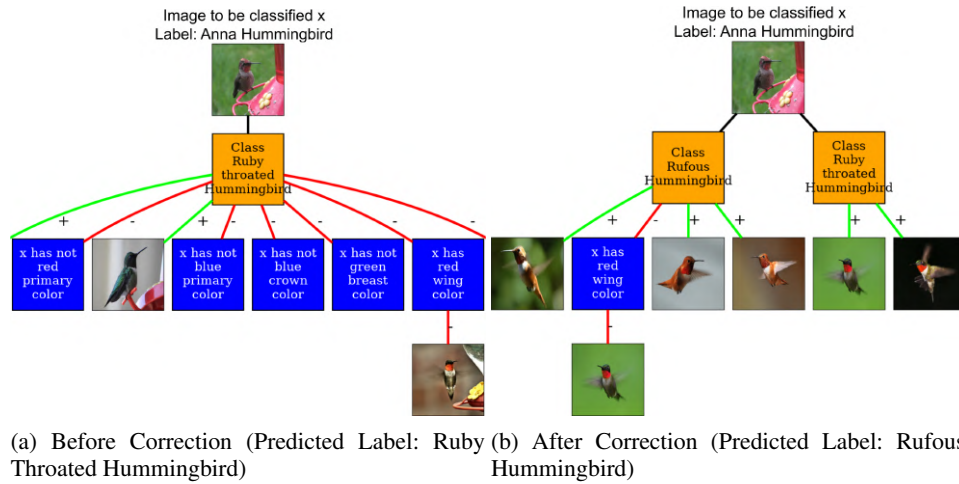 Image to be classified x
Label: Anna Hummingbird
Class
Ruby
throated
Hummingbird
+
-
+
-
-
-
-
x has not
red
primary
color
x has not
blue
primary
color
x has not
blue
crown
color
x has not
green
breast
color
x has
red
wing
color
-
(a) Before Correction (Predicted Label: Ruby
Throated Hummingbird)
Image to be classified x
Label: Anna Hummingbird
Class
Rufous
Hummingbird
Class
Ruby
throated
Hummingbird
+
-
+
+
+
+
x has
red
wing
color
-
(b) After Correction (Predicted Label: Rufous
Hummingbird)